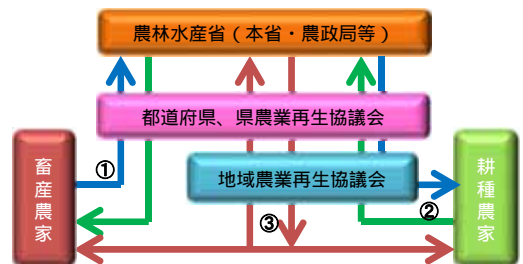 農林水産省（本省・農政局等）
都道府県、県農業再生協議会
地域農業再生協議会
畜産農家
耕種農家
①
②
③